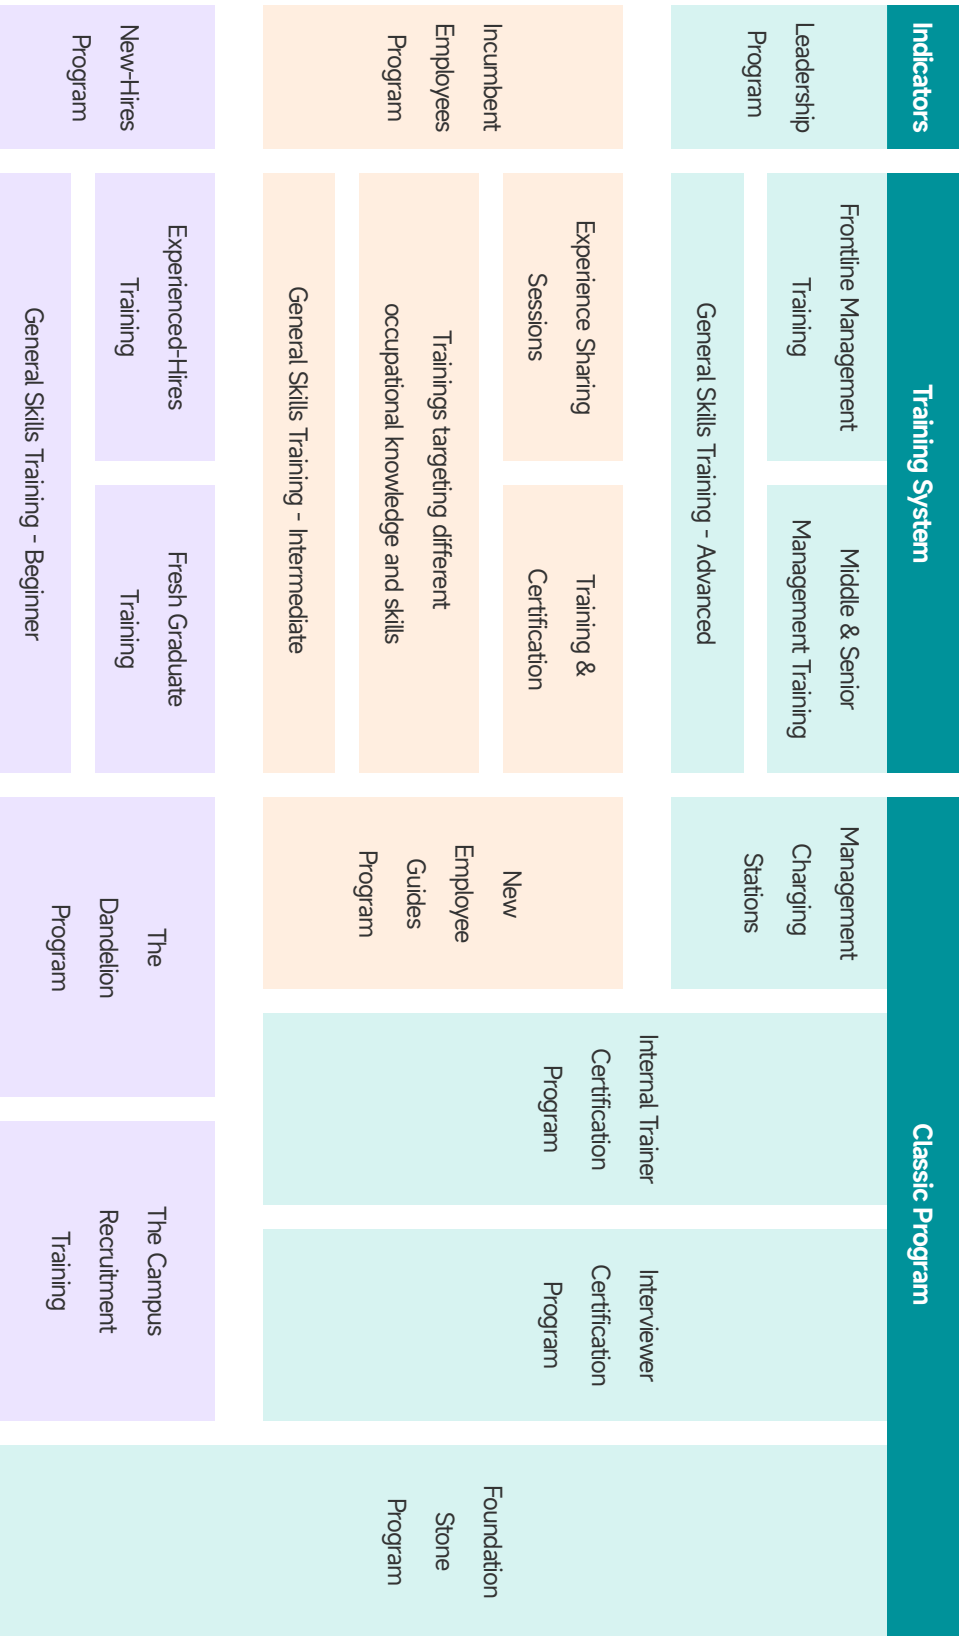 Indicators
Training System
Classic Program
Leadership
Program
Frontline Management
Training
Middle & Senior
Management Training
General Skills Training - Advanced
Management
Charging
Stations
Incumbent
Employees
Program
Experience Sharing
Sessions
Training &
Certification
Trainings targeting different
occupational knowledge and skills
General Skills Training - Intermediate
New
Employee
Guides
Program
Internal Trainer
Certification
Program
Interviewer
Certification
Program
New-Hires
Program
Experienced-Hires
Training
Fresh Graduate
Training
General Skills Training - Beginner
The
Dandelion
Program
The Campus
Recruitment
Training
Foundation
Stone
Program